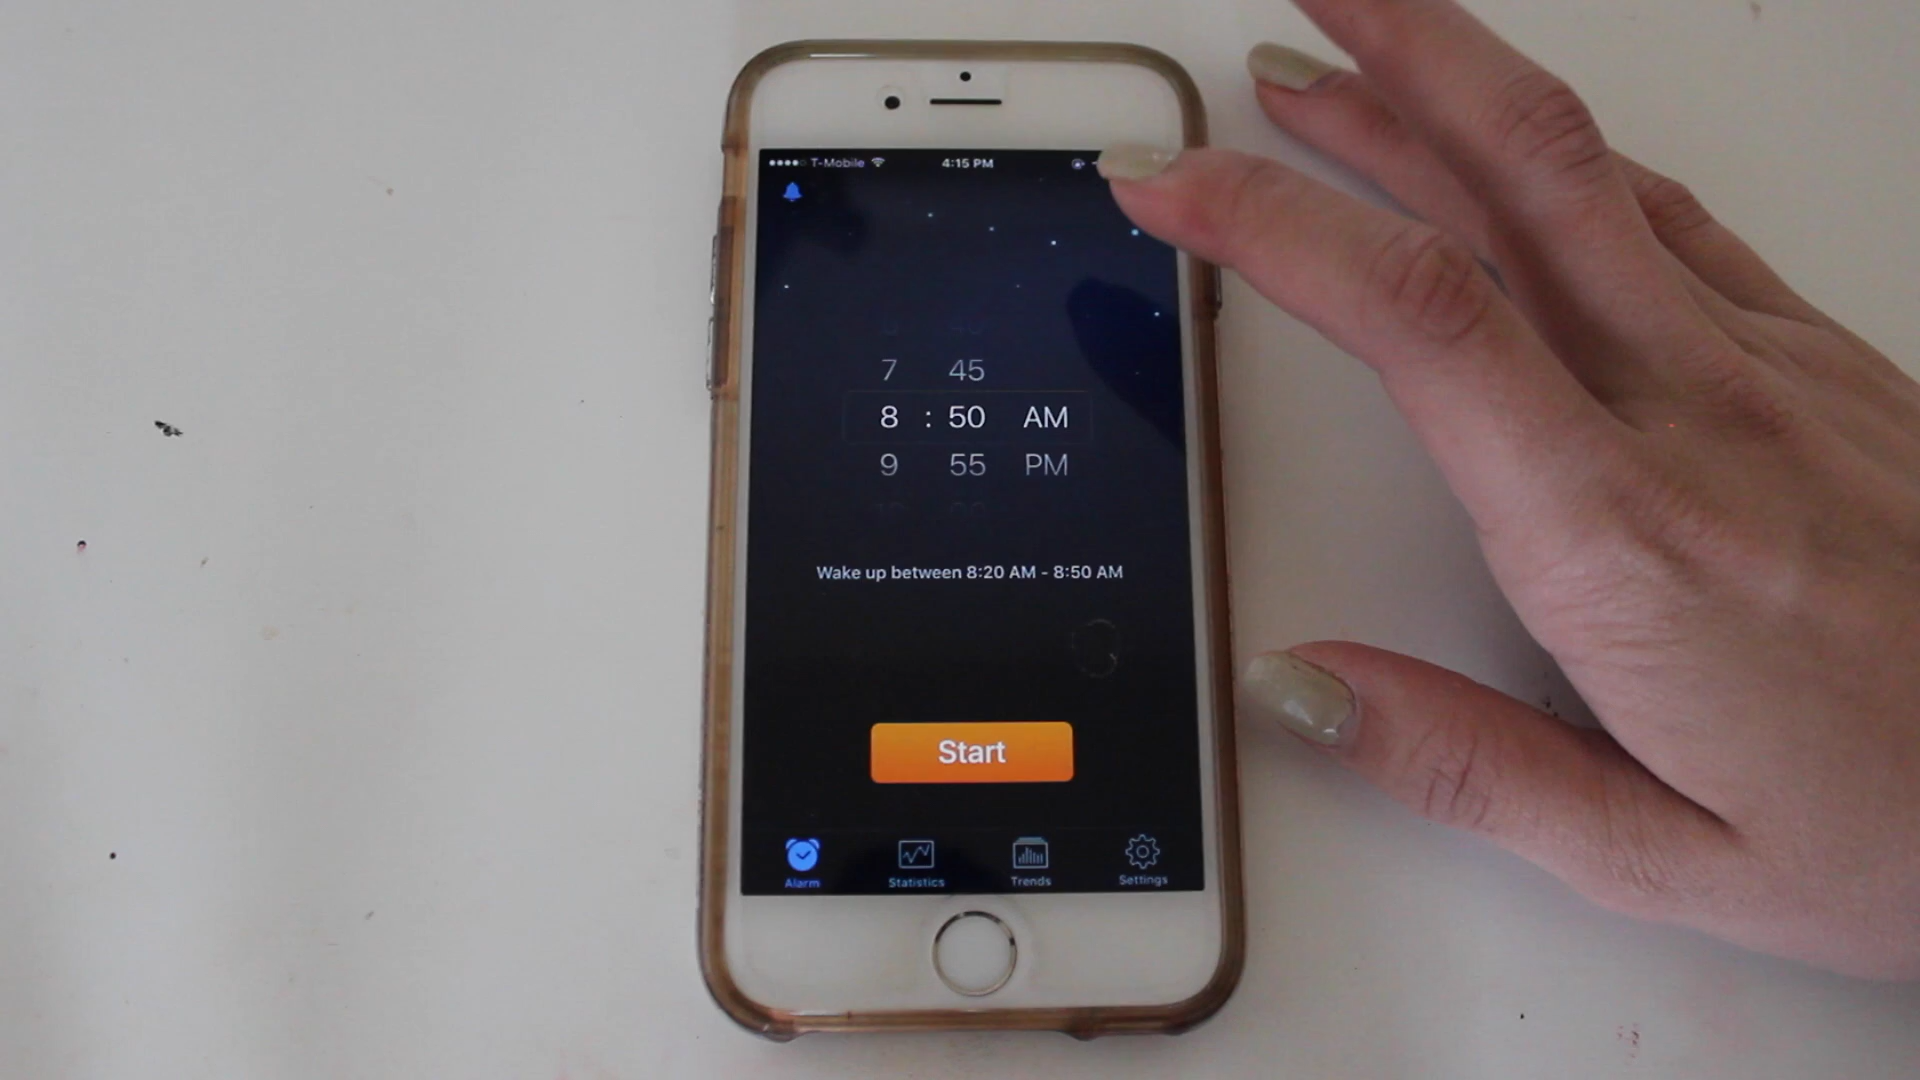 T-Mobile 4:15 PM
7 45
8 : 50 AM
9 55 PM
Wake up between 8:20 AM - 8:50 AM
Start
Alarm Statistics Trends Settings